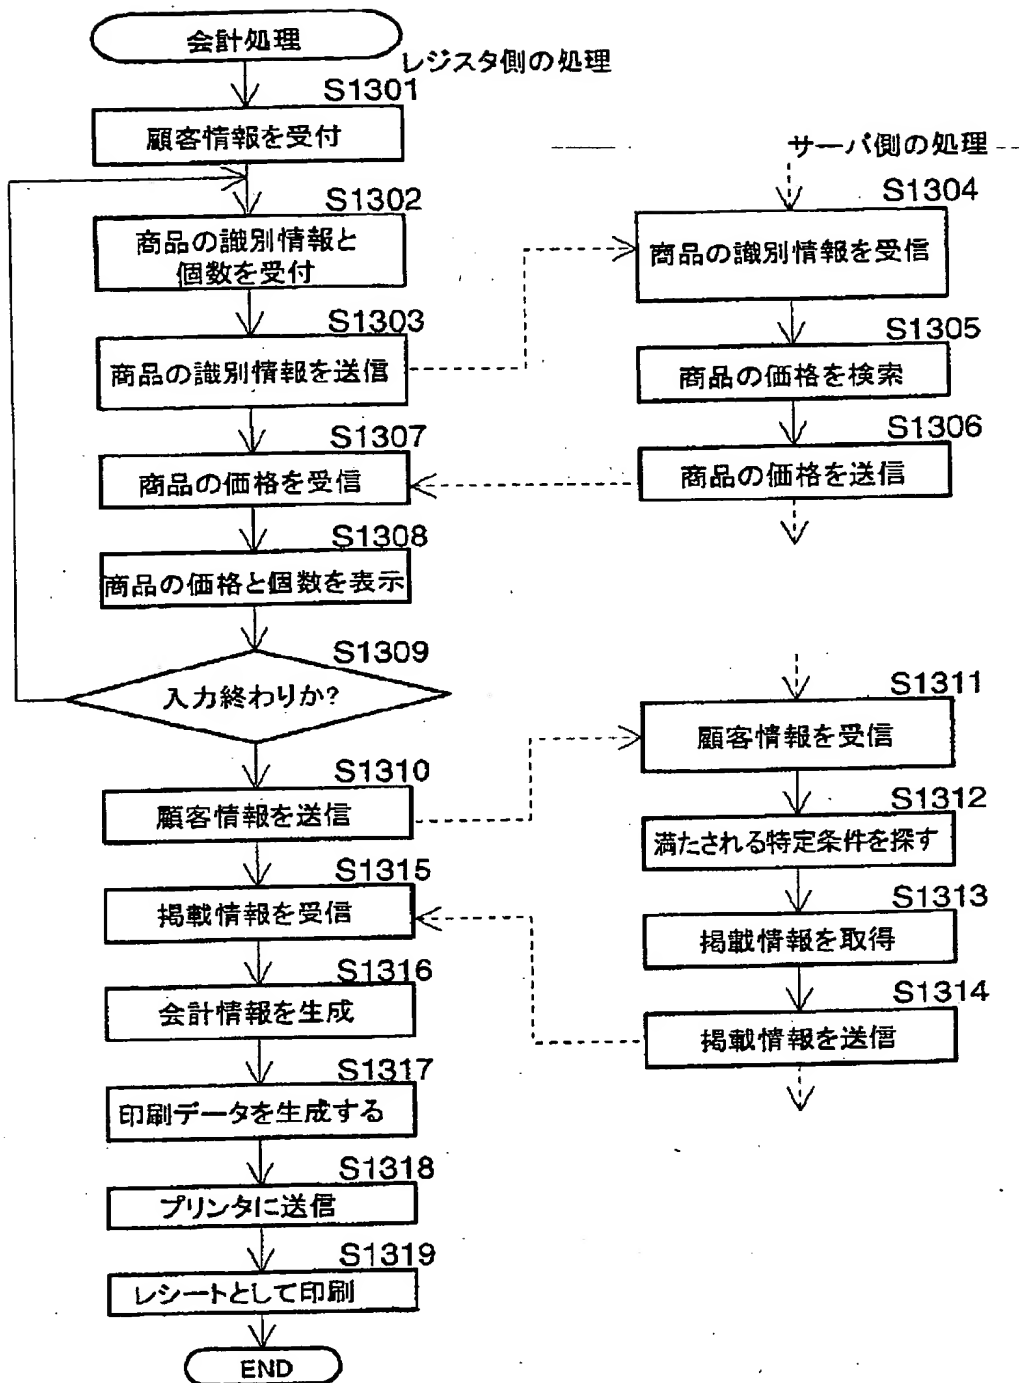 会計処理
レジスタ側の処理
S1301
顧客情報を受付
サーバ側の処理
S1302
商品の識別情報と
個数を受付
S1304
商品の識別情報を受信
S1303
商品の識別情報を送信
S1305
商品の価格を検索
S1307
商品の価格を受信
S1306
商品の価格を送信
S1308
商品の価格と個数を表示
S1309
入力終わりか?
S1311
顧客情報を受信
S1310
顧客情報を送信
S1312
満たされる特定条件を探す
S1315
掲載情報を受信
S1313
掲載情報を取得
S1316
会計情報を生成
S1314
掲載情報を送信
S1317
印刷データを生成する
S1318
プリンタに送信
S1319
レシートとして印刷
END